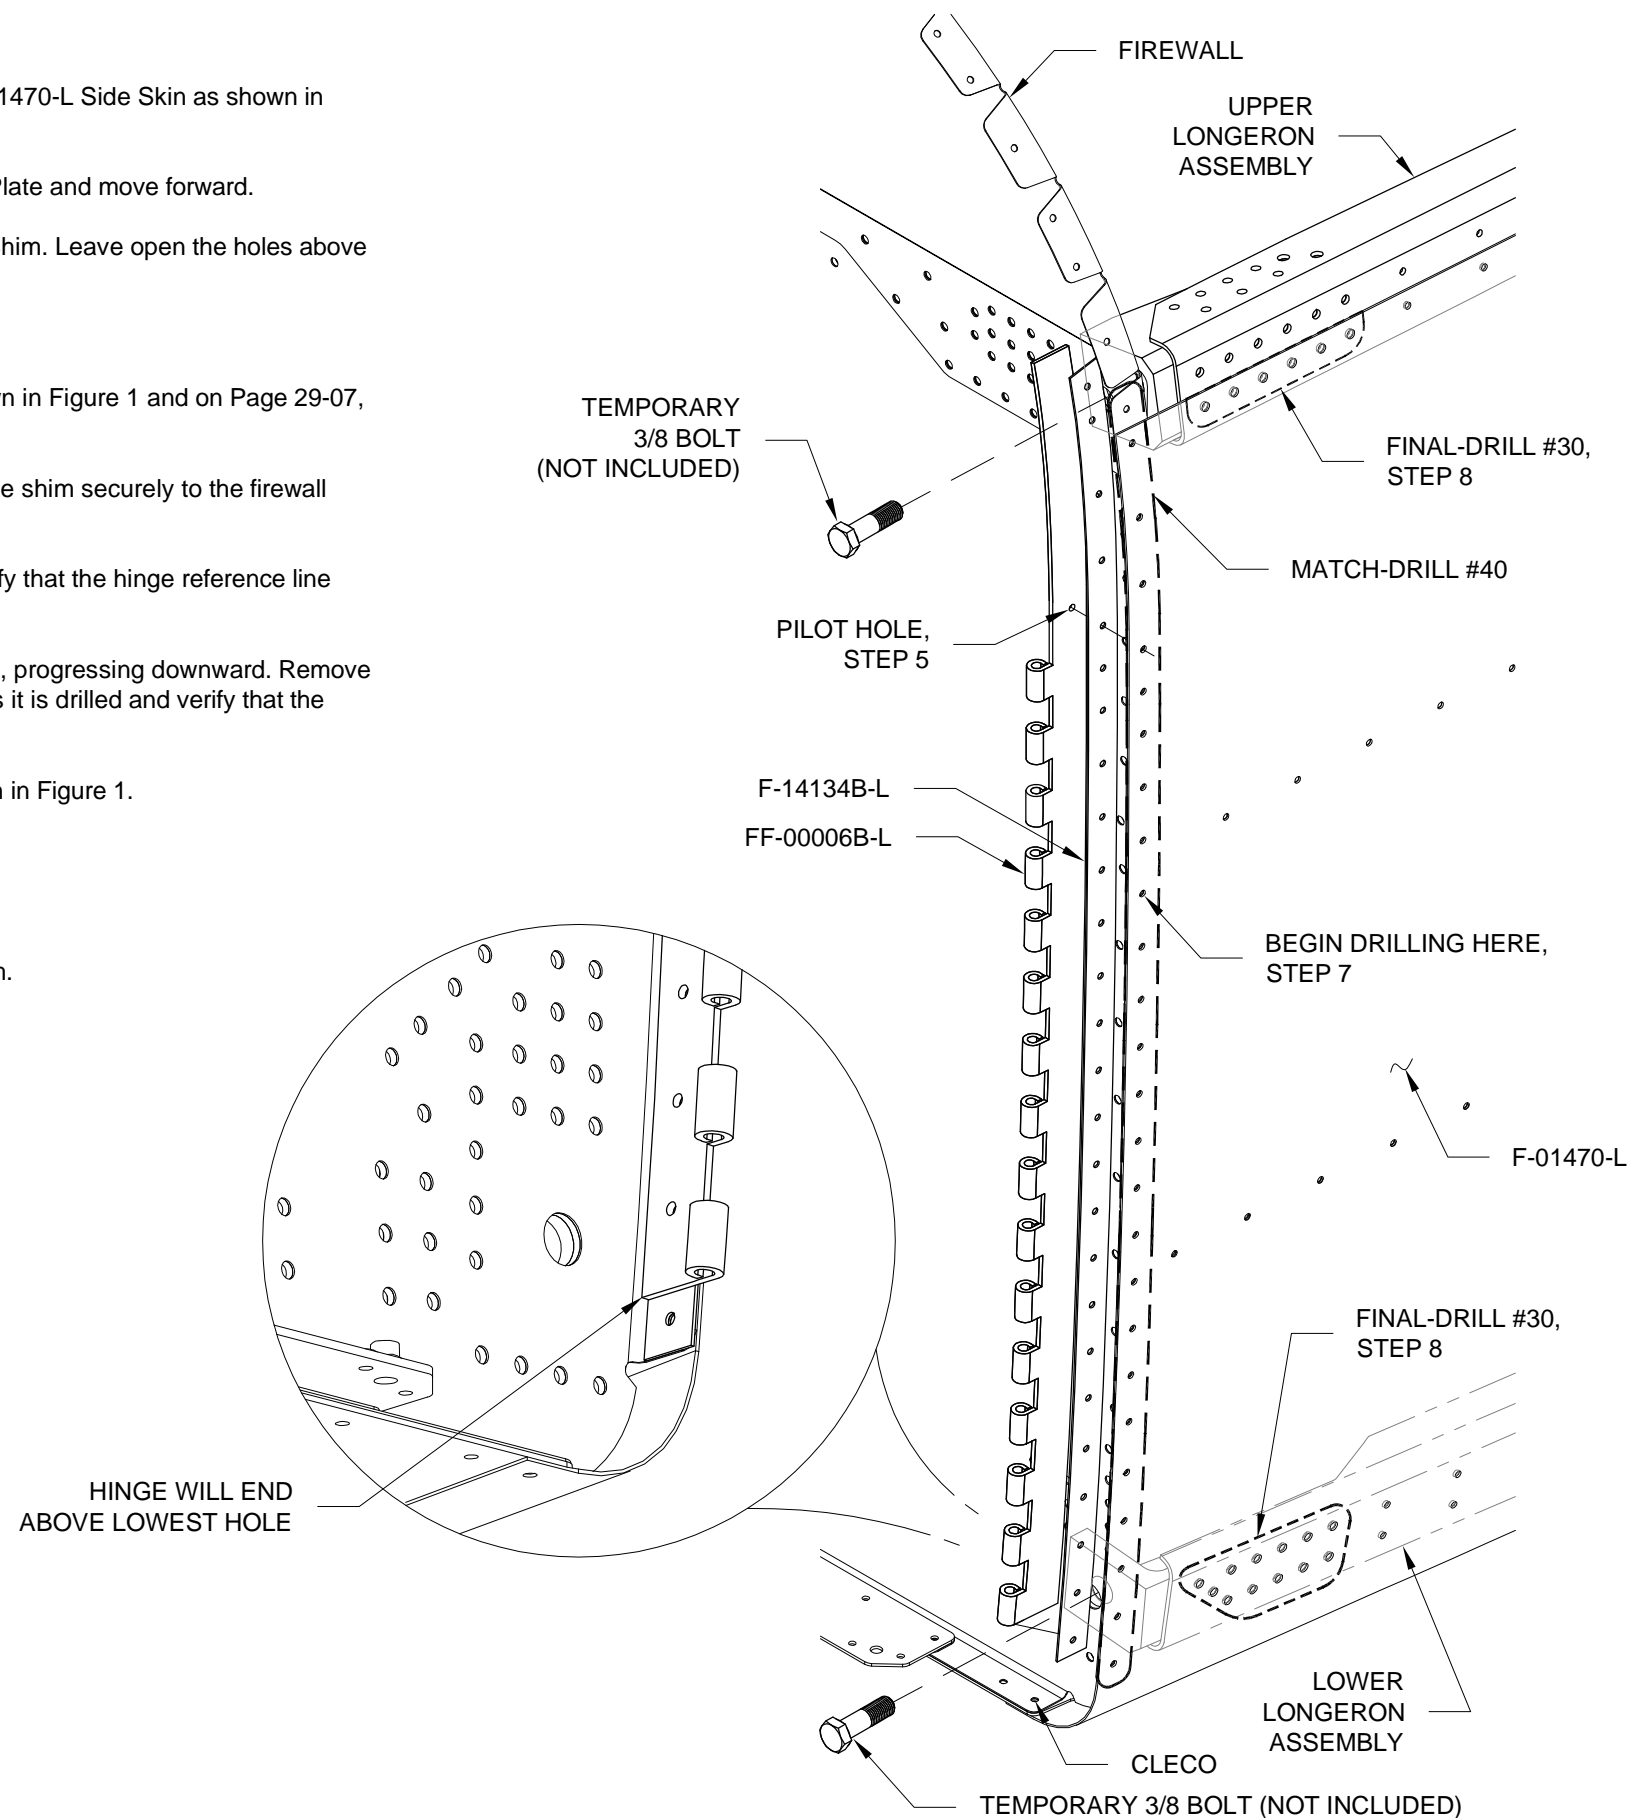 1470-L Side Skin as shown in
Plate and move forward.
shim. Leave open the holes above
n in Figure 1 and on Page 29-07,
e shim securely to the firewall
fy that the hinge reference line
, progressing downward. Remove
s it is drilled and verify that the
n in Figure 1.
n.
FIREWALL
UPPER
LONGERON
ASSEMBLY
TEMPORARY
3/8 BOLT
(NOT INCLUDED)
FINAL-DRILL #30,
STEP 8
MATCH-DRILL #40
PILOT HOLE,
STEP 5
F-14134B-L
FF-00006B-L
BEGIN DRILLING HERE,
STEP 7
F-01470-L
FINAL-DRILL #30,
STEP 8
HINGE WILL END
ABOVE LOWEST HOLE
LOWER
LONGERON
ASSEMBLY
CLECO
TEMPORARY 3/8 BOLT (NOT INCLUDED)